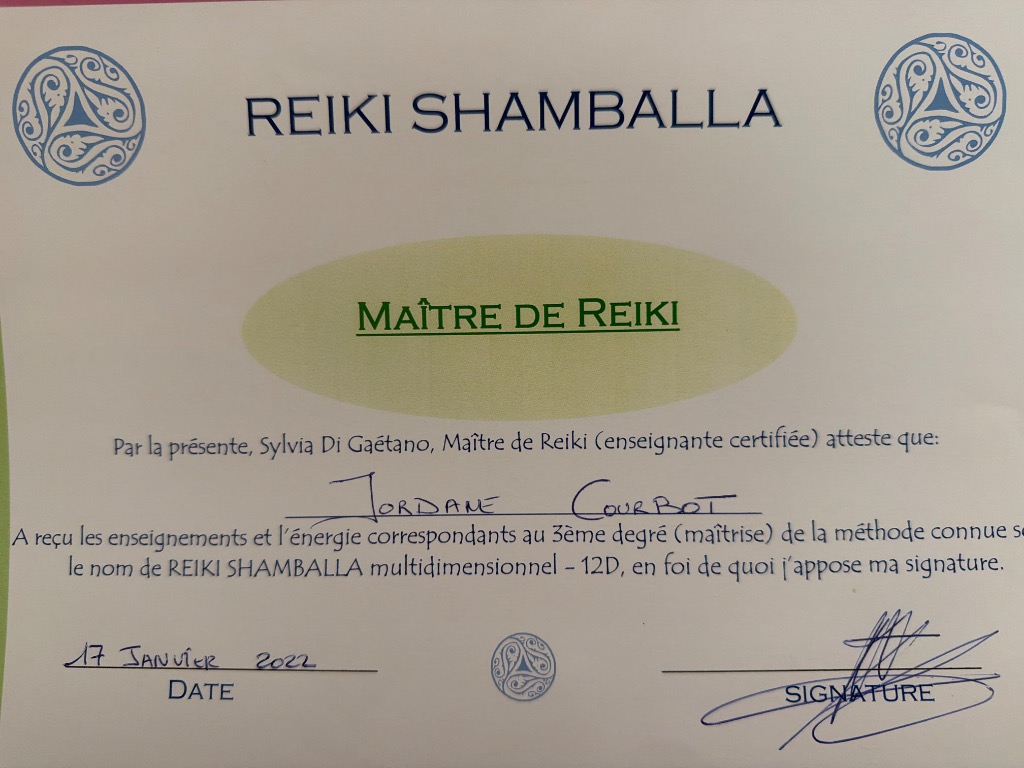 REIKI SHAMBALLA
MAÎTRE DE REIKI
Par la présente, Sylvia Di Gaétano, Maître de Reiki (enseignante certifiée) atteste que:
JORDANE COURBOT
A reçu les enseignements et l'énergie correspondants au 3ème degré (maîtrise) de la méthode connue
le nom de REIKI SHAMBALLA multidimensionnel - 12D, en foi de quoi j'appose ma signature.
17 JANVIER 2022
DATE
SIGNATURE